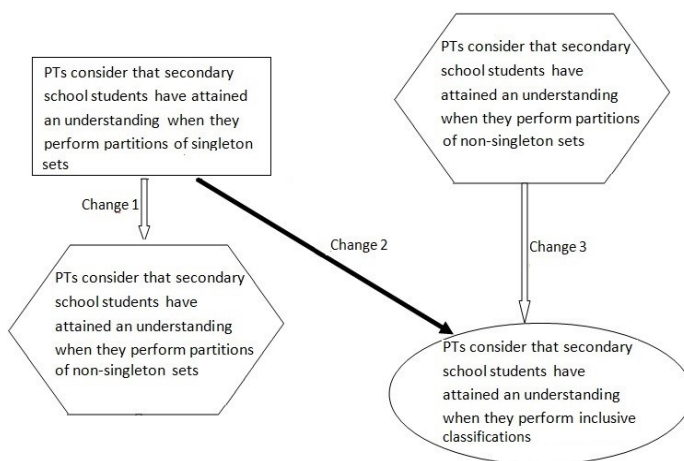 PTs consider that secondary
school students have attained
an understanding when they
perform partitions of singleton
sets
PTs consider that secondary
school students have
attained an understanding
when they perform partitions
of non-singleton sets
Change 1
Change 2
Change 3
PTs consider that secondary
school students have
attained an understanding
when they perform partitions
of non-singleton sets
PTs consider that secondary
school students have
attained an understanding
when they perform inclusive
classifications